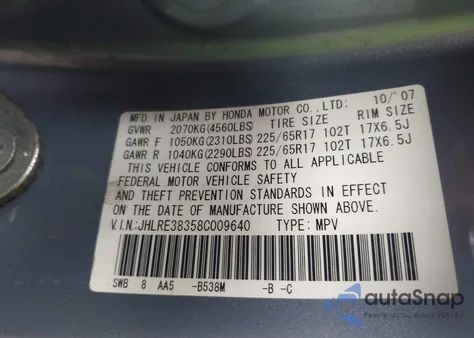 MFD. IN JAPAN BY HONDA MOTOR CO.,LTD: 10/'07
GVWR 2070KG(4560LBS) TIRE SIZE RIM SIZE
GAWR F 1050KG(2310LBS) 225/65R17 102T 17X6.5J
GAWR R 1040KG(2290LBS) 225/65R17 102T 17X6.5J
THIS VEHICLE CONFORMS TO ALL APPLICABLE
FEDERAL MOTOR VEHICLE SAFETY
AND THEFT PREVENTION STANDARDS IN EFFECT
ON THE DATE OF MANUFACTURE SHOWN ABOVE.
V.I.N.: JHLRE38358C009640 TYPE: MPV
SWB 8 AA5 -B538M -B -C
autoSnap